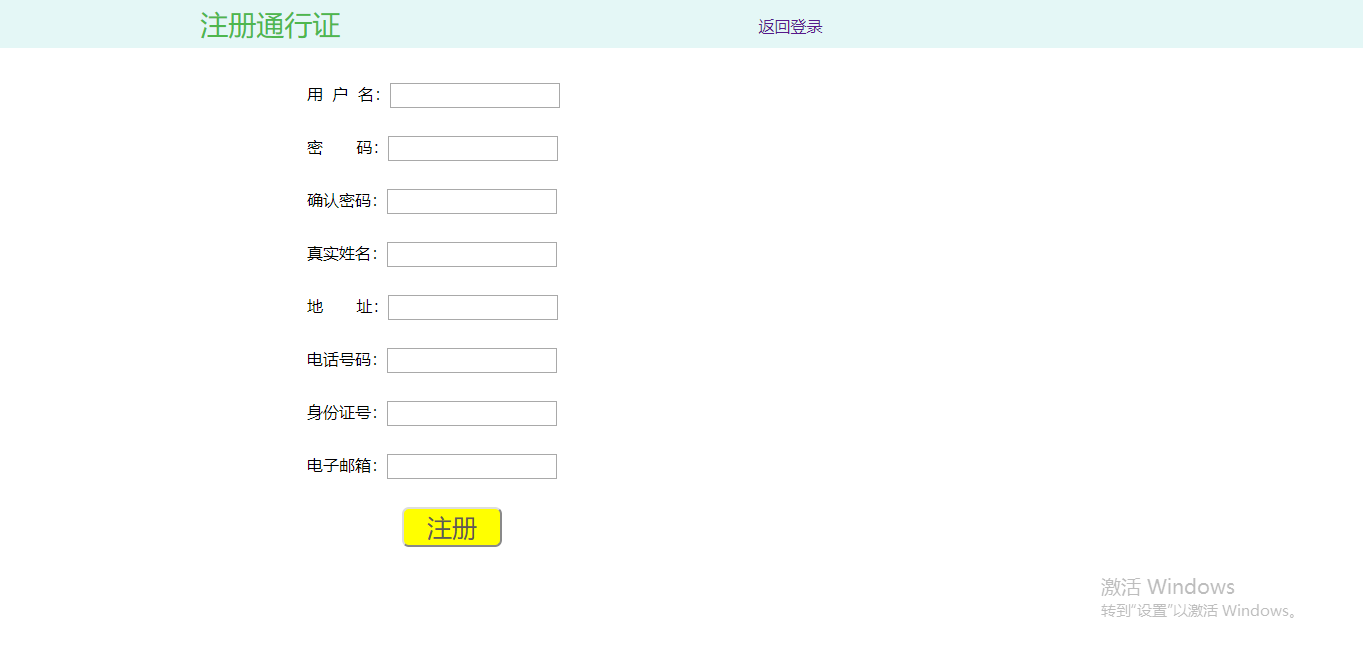 注册通行证
返回登录
用 户 名：
密 码：
确认密码：
真实姓名：
地 址：
电话号码：
身份证号：
电子邮箱：
注册
激活 Windows
转到“设置”以激活 Windows。